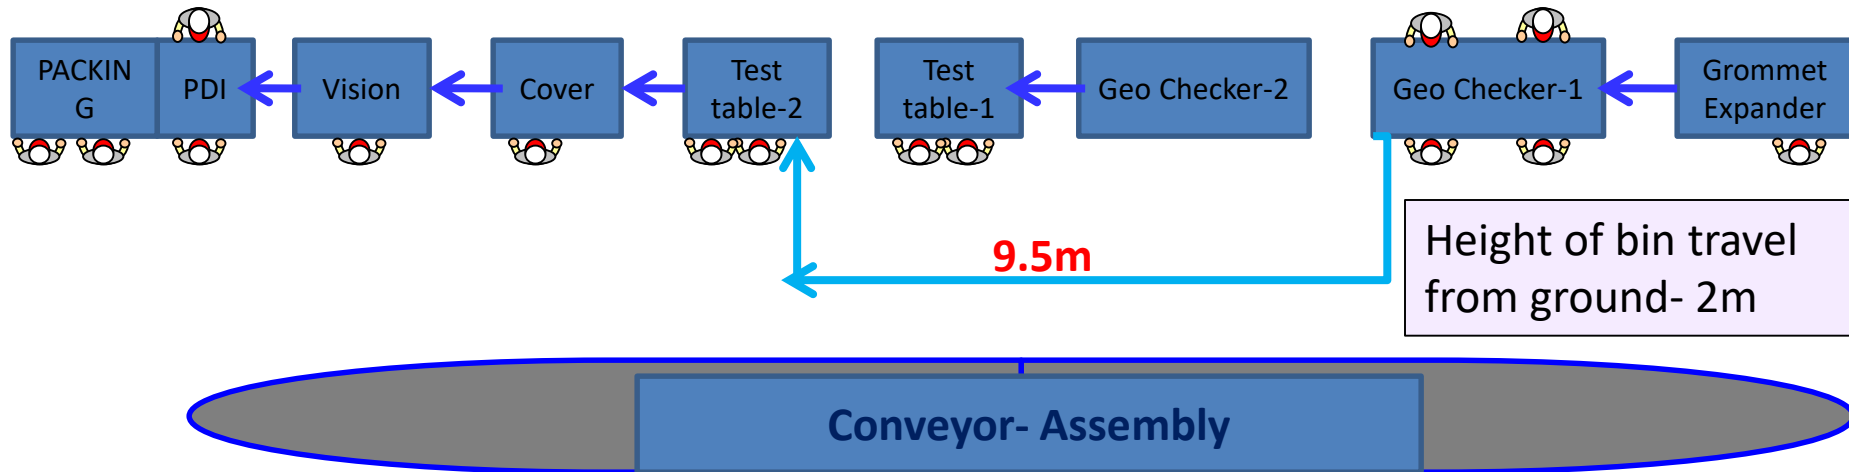 PACKIN
G
PDI
Vision
Cover
Test
table-2
Test
table-1
Geo Checker-2
Geo Checker-1
Grommet
Expander
9.5m
Height of bin travel
from ground- 2m
Conveyor- Assembly